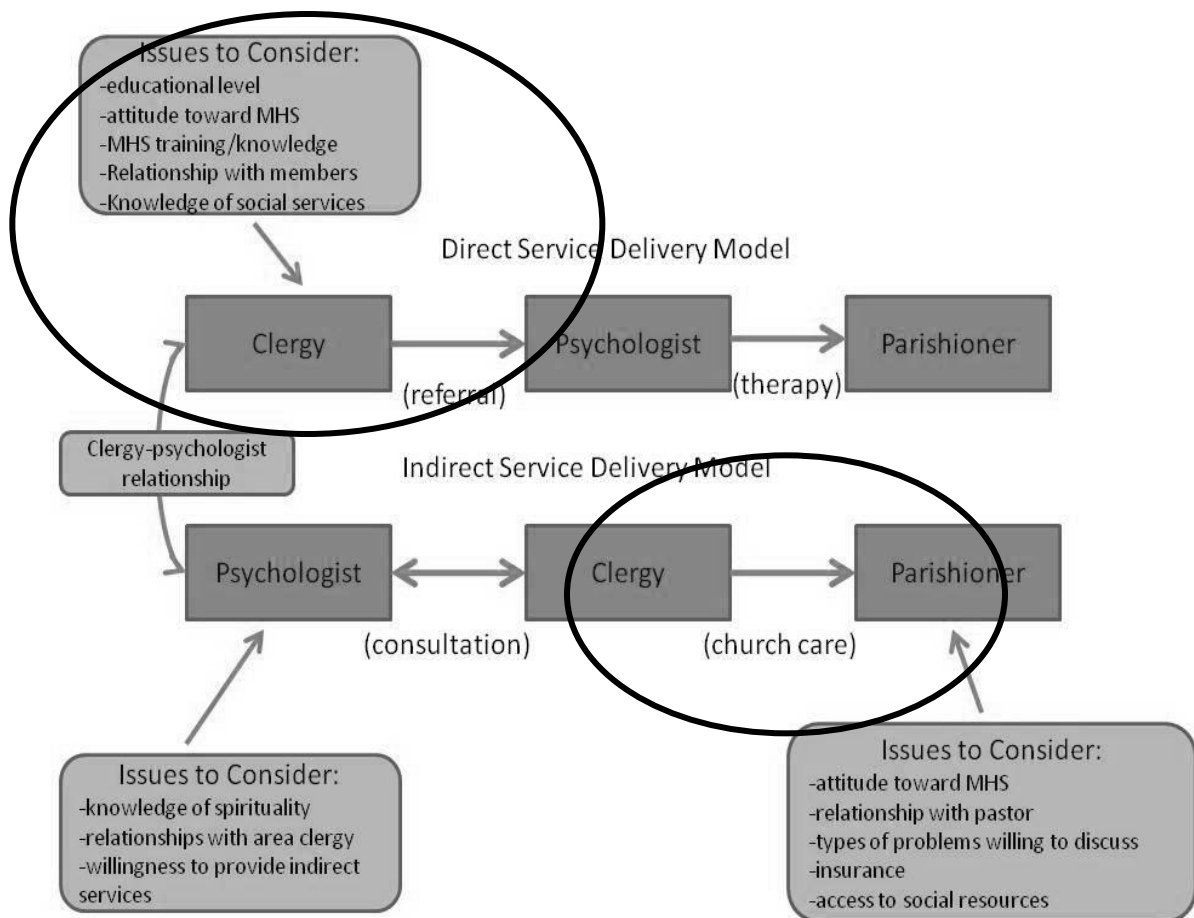 Issues to Consider:
-educational level
-attitude toward MHS
-MHS training/knowledge
-Relationship with members
-Knowledge of social services
Direct Service Delivery Model
Clergy
Psychologist
Parishioner
(referral)
(therapy)
Clergy-psychologist
relationship
Indirect Service Delivery Model
Psychologist
Clergy
Parishioner
(consultation)
(church care)
Issues to Consider:
-knowledge of spirituality
-relationships with area clergy
-willingness to provide indirect
services
Issues to Consider:
-attitude toward MHS
-relationship with pastor
-types of problems willing to discuss
-insurance
-access to social resources